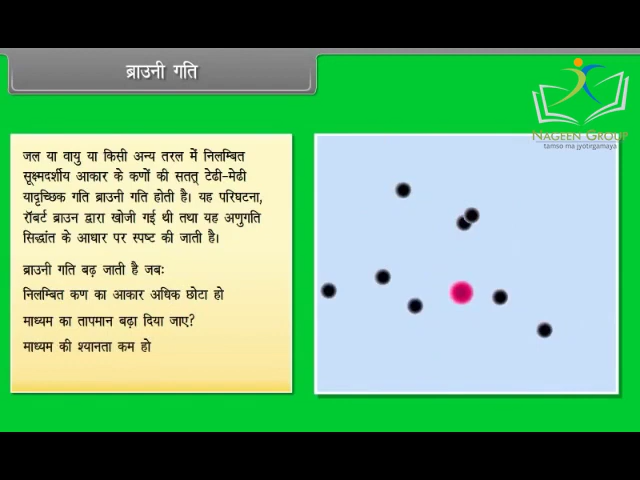 ब्राउनी गति
NAGEEN GROUP
tamso ma jyotirgamaya
जल या वायु या किसी अन्य तरल में निलम्बित
सूक्ष्मदर्शीय आकार के कणों की सतत् टेढी-मेढी
यादृच्छिक गति ब्राउनी गति होती है। यह परिघटना,
रॉबर्ट ब्राउन द्वारा खोजी गई थी तथा यह अणुगति
सिद्धांत के आधार पर स्पष्ट की जाती है।
ब्राउनी गति बढ़ जाती है जबः
निलम्बित कण का आकार अधिक छोटा हो
माध्यम का तापमान बढ़ा दिया जाए?
माध्यम की श्यानता कम हो